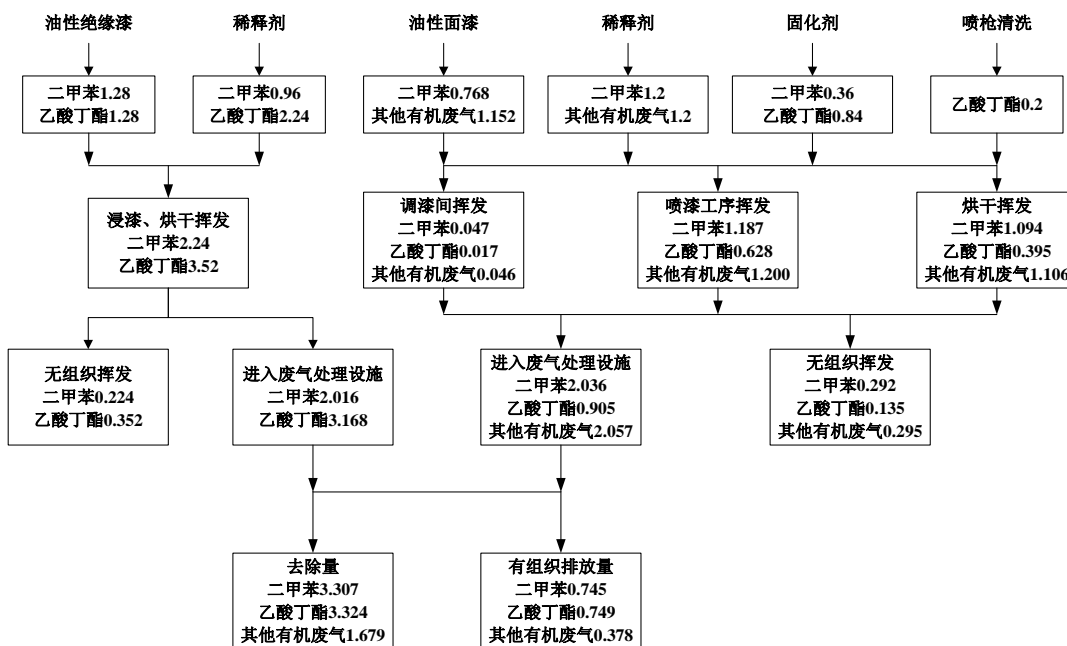 油性绝缘漆
稀释剂
油性面漆
稀释剂
固化剂
喷枪清洗
二甲苯1.28
乙酸丁酯1.28
二甲苯0.96
乙酸丁酯2.24
二甲苯0.768
其他有机废气1.152
二甲苯1.2
其他有机废气1.2
二甲苯0.36
乙酸丁酯0.84
乙酸丁酯0.2
浸漆、烘干挥发
二甲苯2.24
乙酸丁酯3.52
调漆间挥发
二甲苯0.047
乙酸丁酯0.017
其他有机废气0.046
喷漆工序挥发
二甲苯1.187
乙酸丁酯0.628
其他有机废气1.200
烘干挥发
二甲苯1.094
乙酸丁酯0.395
其他有机废气1.106
无组织挥发
二甲苯0.224
乙酸丁酯0.352
进入废气处理设施
二甲苯2.016
乙酸丁酯3.168
进入废气处理设施
二甲苯2.036
乙酸丁酯0.905
其他有机废气2.057
无组织挥发
二甲苯0.292
乙酸丁酯0.135
其他有机废气0.295
去除量
二甲苯3.307
乙酸丁酯3.324
其他有机废气1.679
有组织排放量
二甲苯0.745
乙酸丁酯0.749
其他有机废气0.378